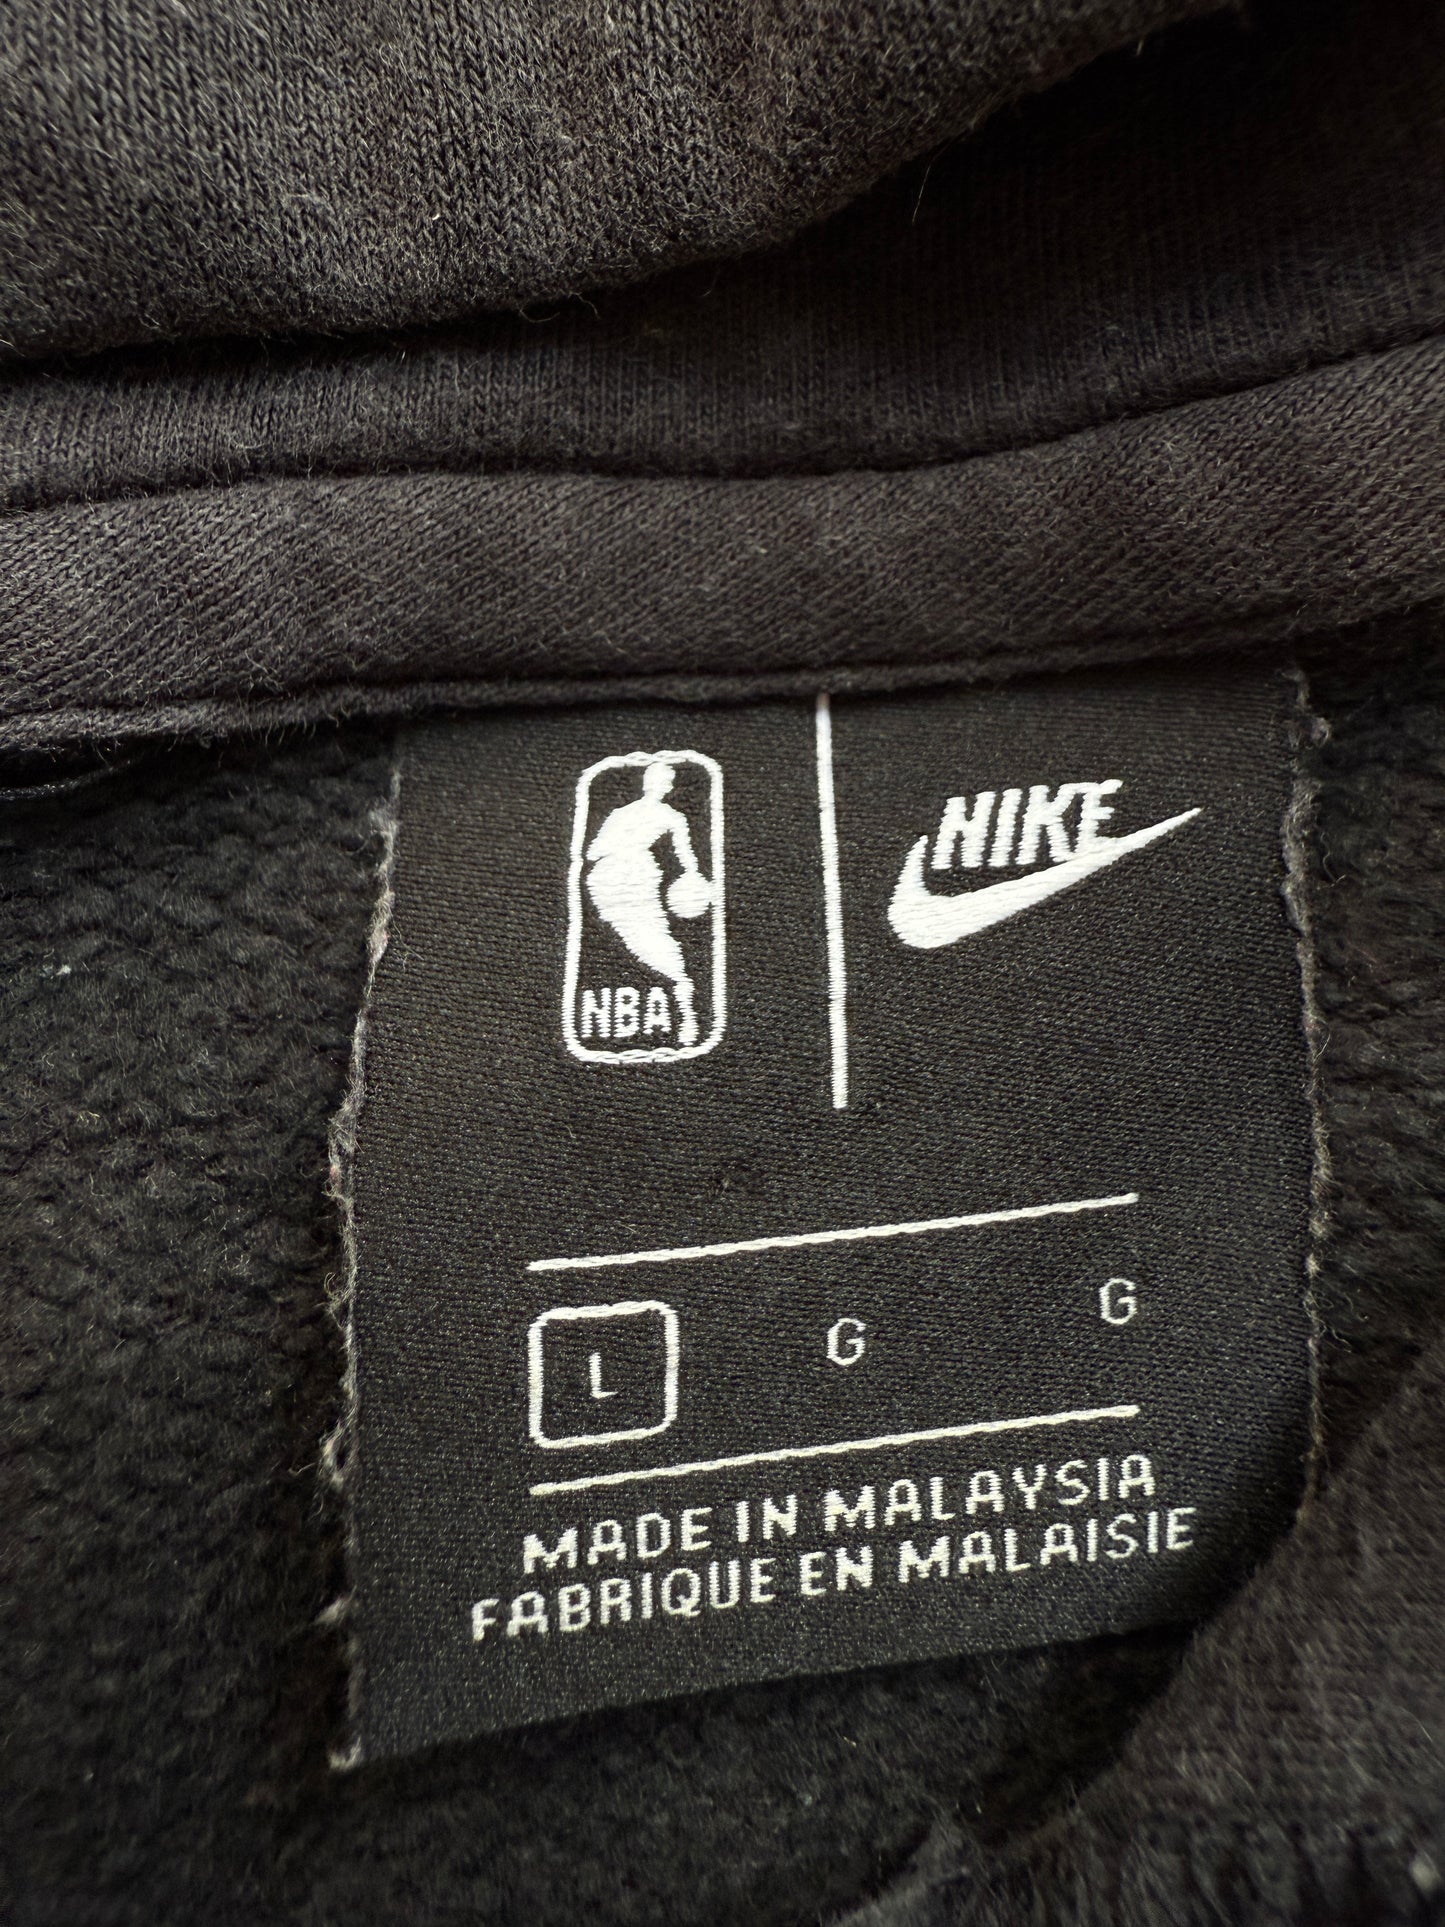 NBA
NIKE
L G G
MADE IN MALAYSIA
FABRIQUE EN MALAISIE